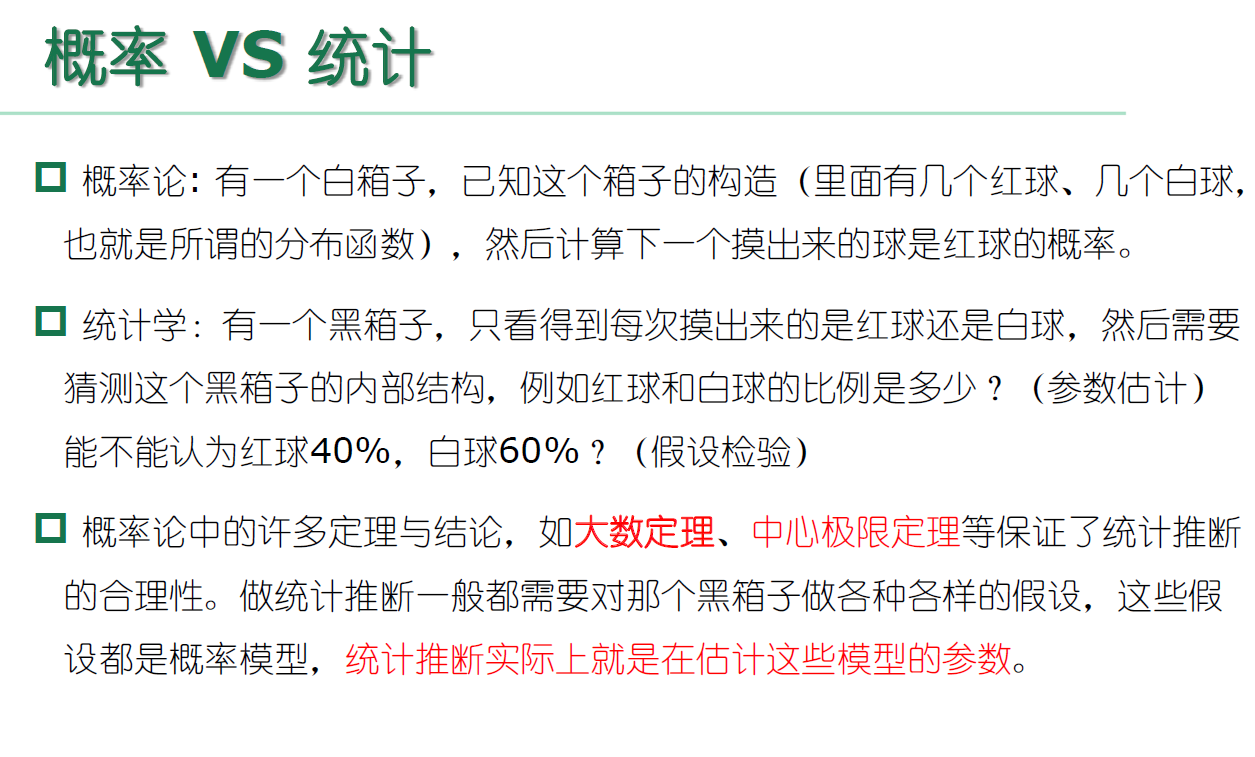 概率 VS 统计
概率论：有一个白箱子，已知这个箱子的构造（里面有几个红球、几个白球，
也就是所谓的分布函数），然后计算下一个摸出来的球是红球的概率。
统计学：有一个黑箱子，只看得到每次摸出来的是红球还是白球，然后需要
猜测这个黑箱子的内部结构，例如红球和白球的比例是多少？（参数估计）
能不能认为红球40%，白球60%？（假设检验）
概率论中的许多定理与结论，如大数定理、中心极限定理等保证了统计推断
的合理性。做统计推断一般都需要对那个黑箱子做各种各样的假设，这些假
设都是概率模型，统计推断实际上就是在估计这些模型的参数。